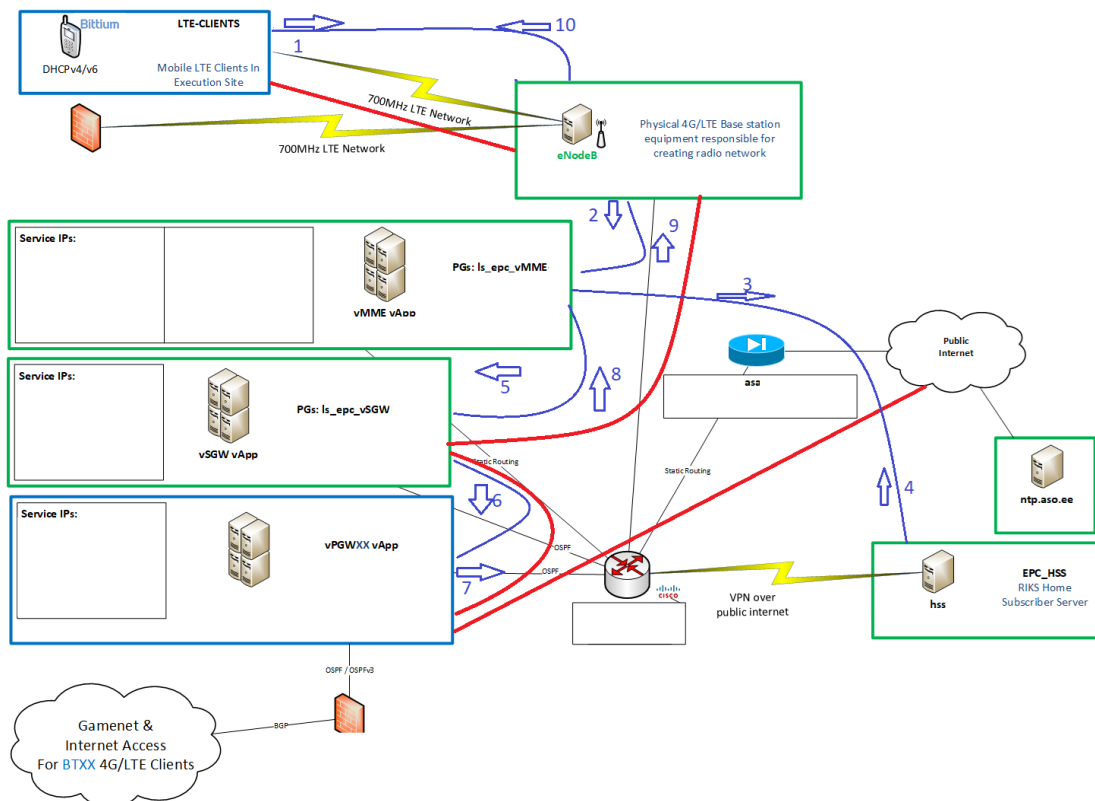 Bittium
LTE-CLIENTS
DHCPv4/v6
Mobile LTE Clients In
Execution Site
1
10
700MHz LTE Network
700MHz LTE Network
eNodeB
Physical 4G/LTE Base station
equipment responsible for
creating radio network
2
9
Service IPs:
vMME vApp
PGs: ls_epc_vMME
3
Public
Internet
asa
Service IPs:
vSGW vApp
PGs: ls_epc_vSGW
5
8
Static Routing
Static Routing
ntp.aso.ee
4
6
Service IPs:
vPGWXX vApp
OSPF
OSPF
7
CISCO
VPN over
public internet
hss
EPC_HSS
RIKS Home
Subscriber Server
OSPF / OSPFv3
BGP
Gamenet &
Internet Access
For BTXX 4G/LTE Clients